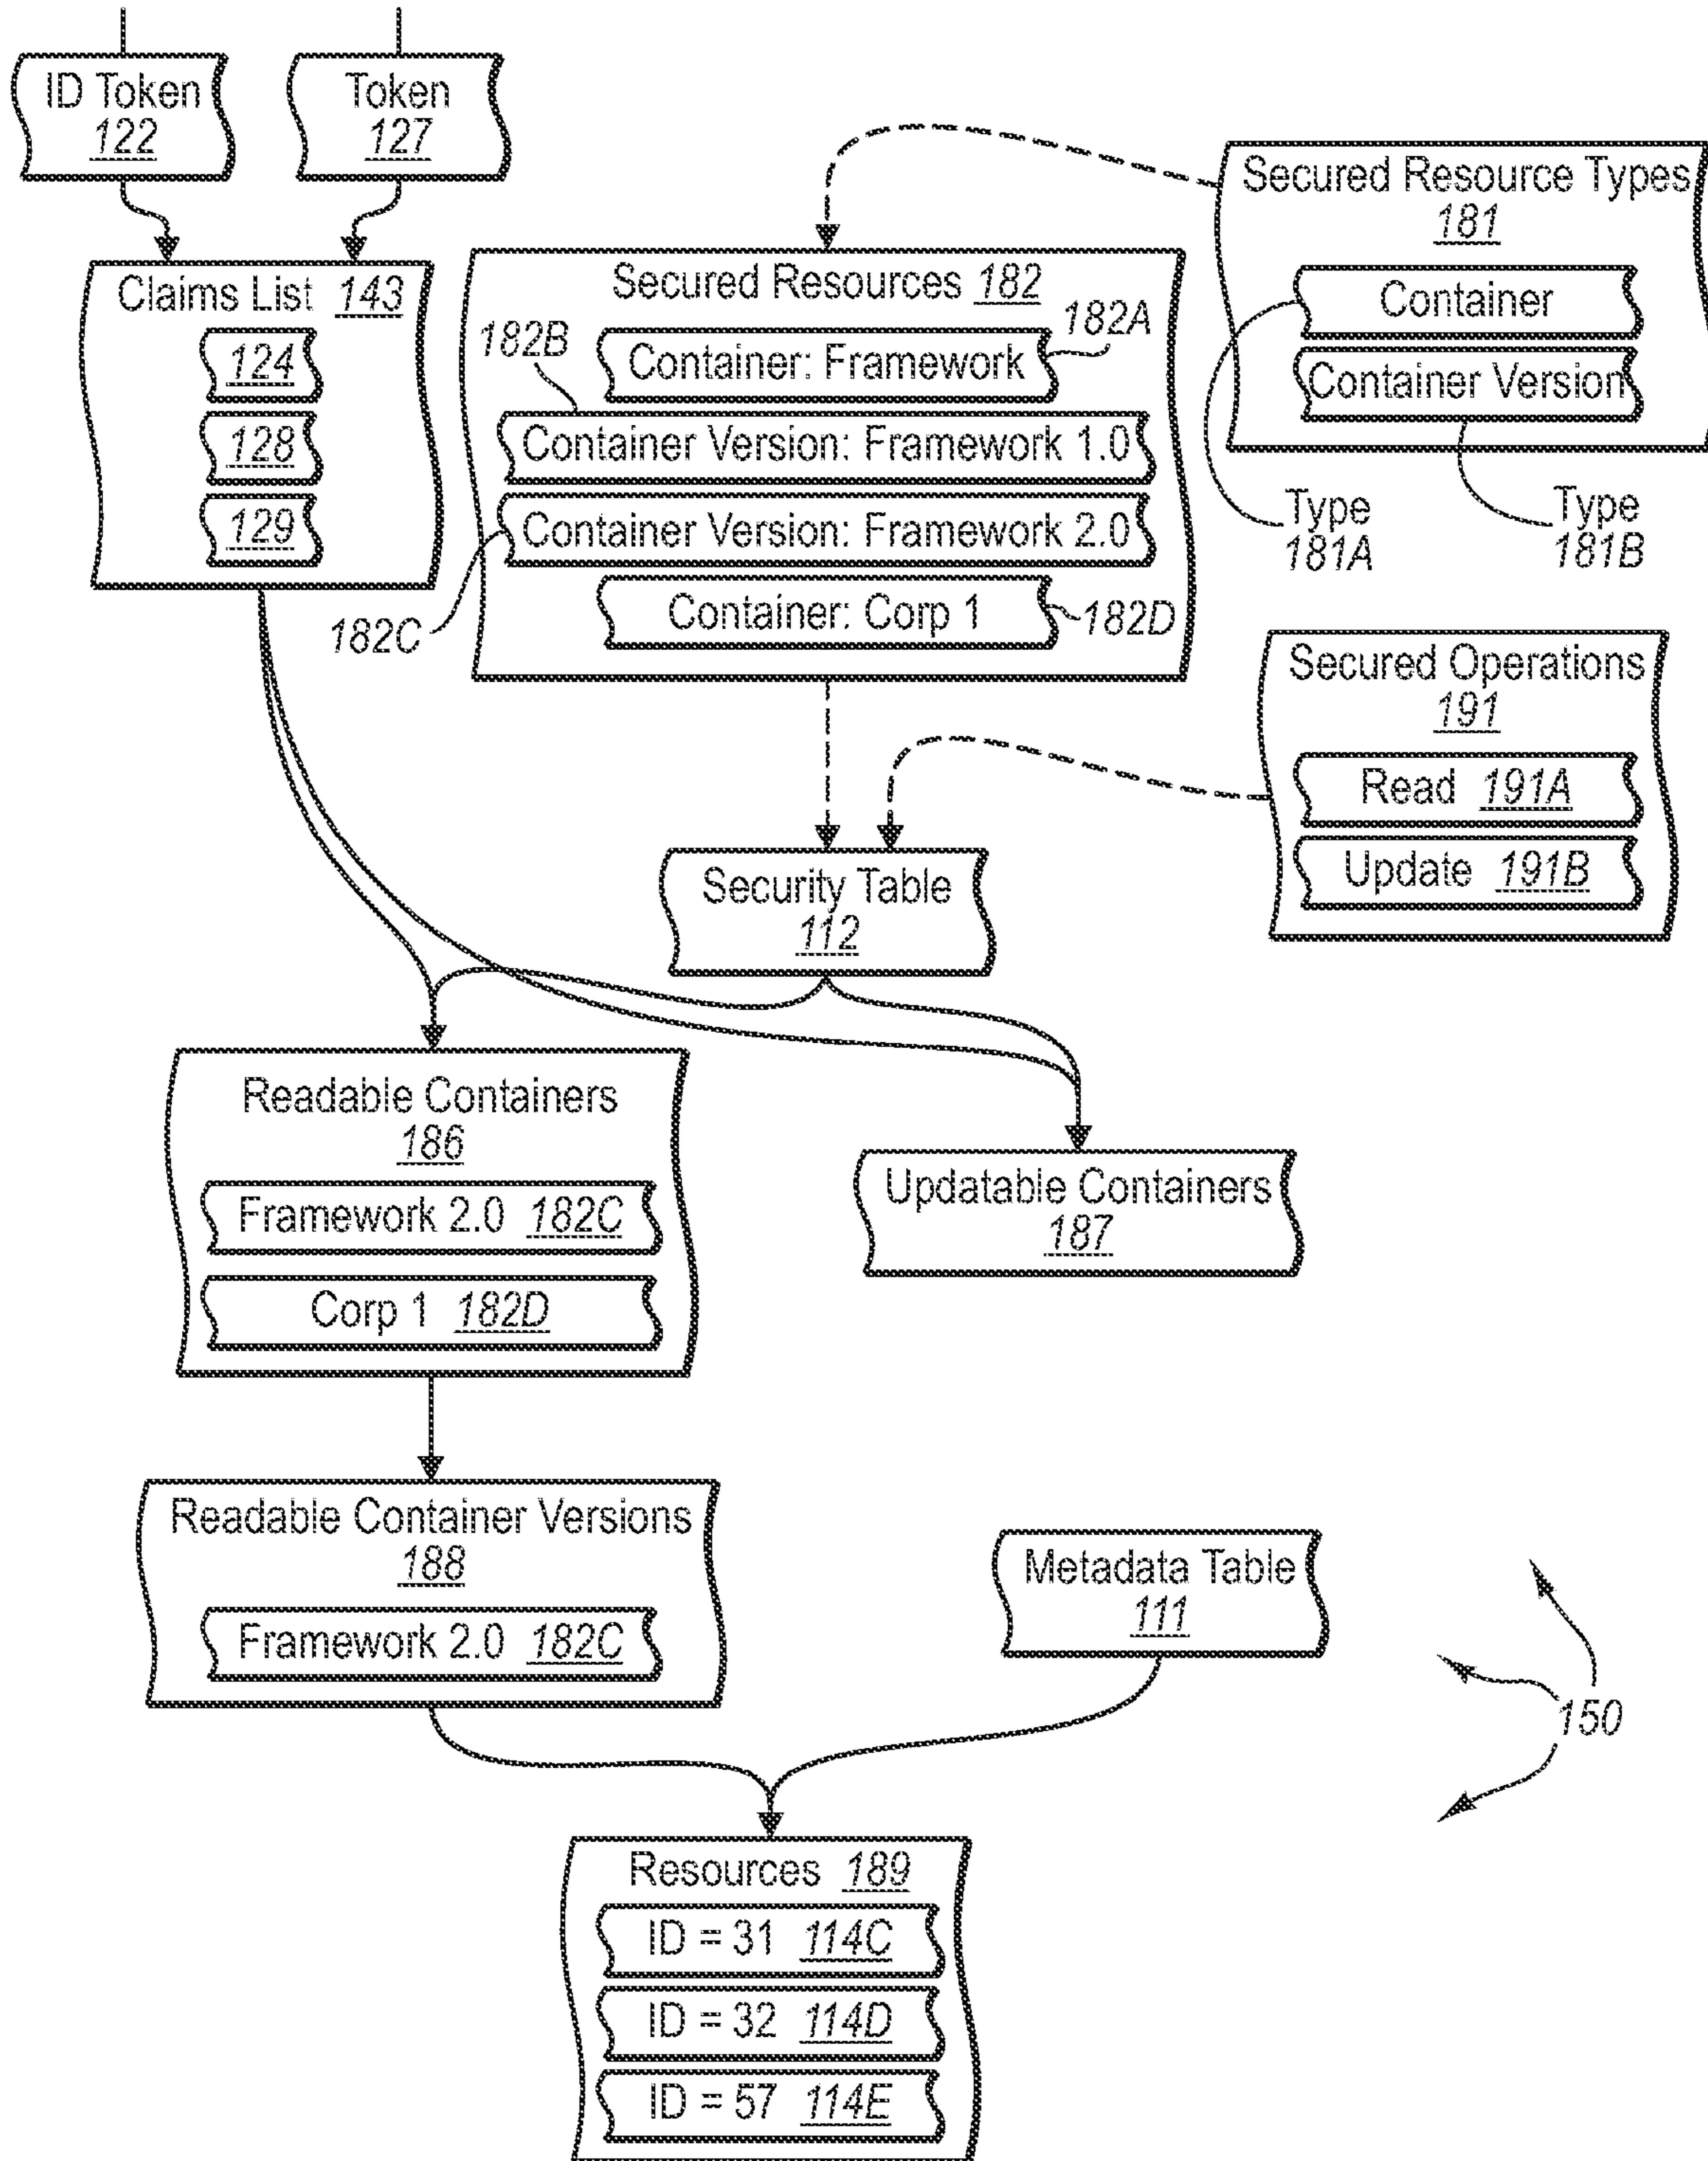 ID Token
122
Token
127
Claims List 143
124
128
129
Secured Resources 182
182A
182B
Container: Framework
Container Version: Framework 1.0
Container Version: Framework 2.0
Container: Corp 1
182C
182D
Secured Resource Types
181
Container
Container Version
Type
181A
Type
181B
Secured Operations
191
Read 191A
Update 191B
Security Table
112
Readable Containers
186
Framework 2.0 182C
Corp 1 182D
Updatable Containers
187
Readable Container Versions
188
Framework 2.0 182C
Metadata Table
111
150
Resources 189
ID = 31 114C
ID = 32 114D
ID = 57 114E